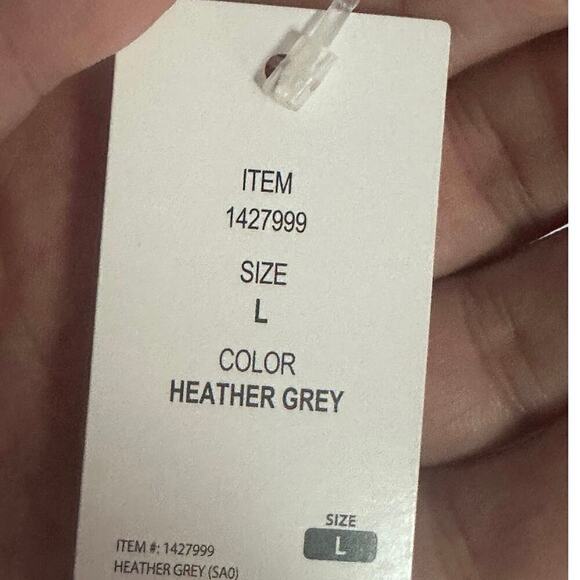 ITEM
1427999
SIZE
L
COLOR
HEATHER GREY
SIZE
L
ITEM #: 1427999
HEATHER GREY (SA0)